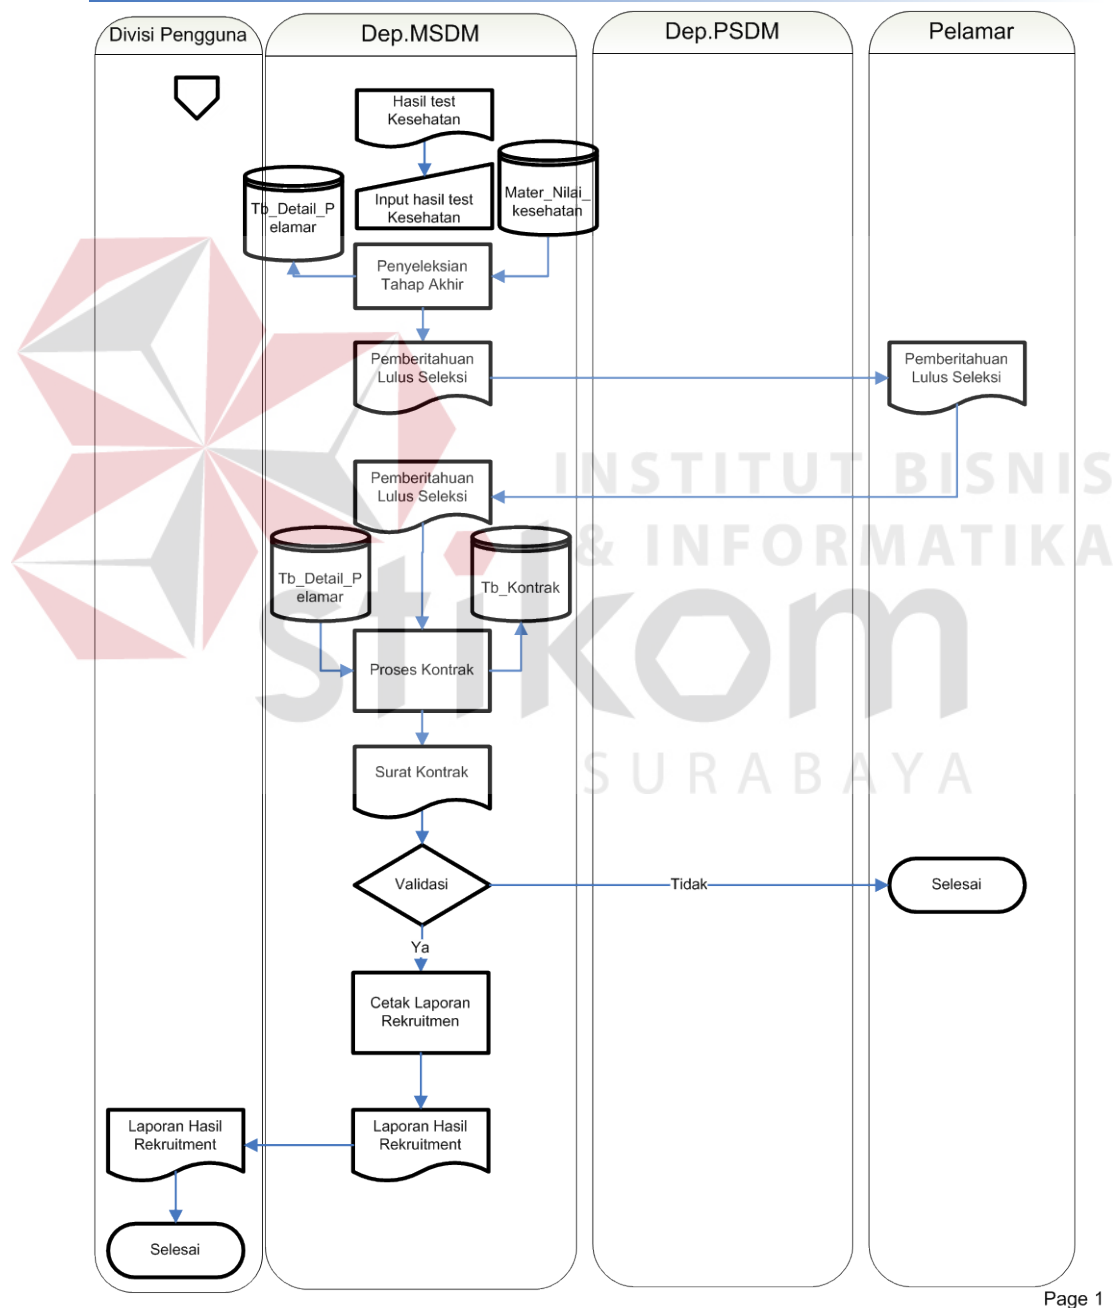 Divisi Pengguna
Dep.MSDM
Dep.PSDM
Pelamar
Hasil test
Kesehatan
Tb_Detail_P
elamar
Input hasil test
Kesehatan
Mater_Nilai_
kesehatan
Penyeleksian
Tahap Akhir
Pemberitahuan
Lulus Seleksi
Pemberitahuan
Lulus Seleksi
INSTITUT BISNIS
& INFORMATIKA
stikom
SURABAYA
Pemberitahuan
Lulus Seleksi
Tb_Detail_P
elamar
Tb_Kontrak
Proses Kontrak
Surat Kontrak
Validasi
Tidak
Selesai
Ya
Cetak Laporan
Rekruitmen
Laporan Hasil
Rekruitment
Laporan Hasil
Rekruitment
Selesai
Page 1